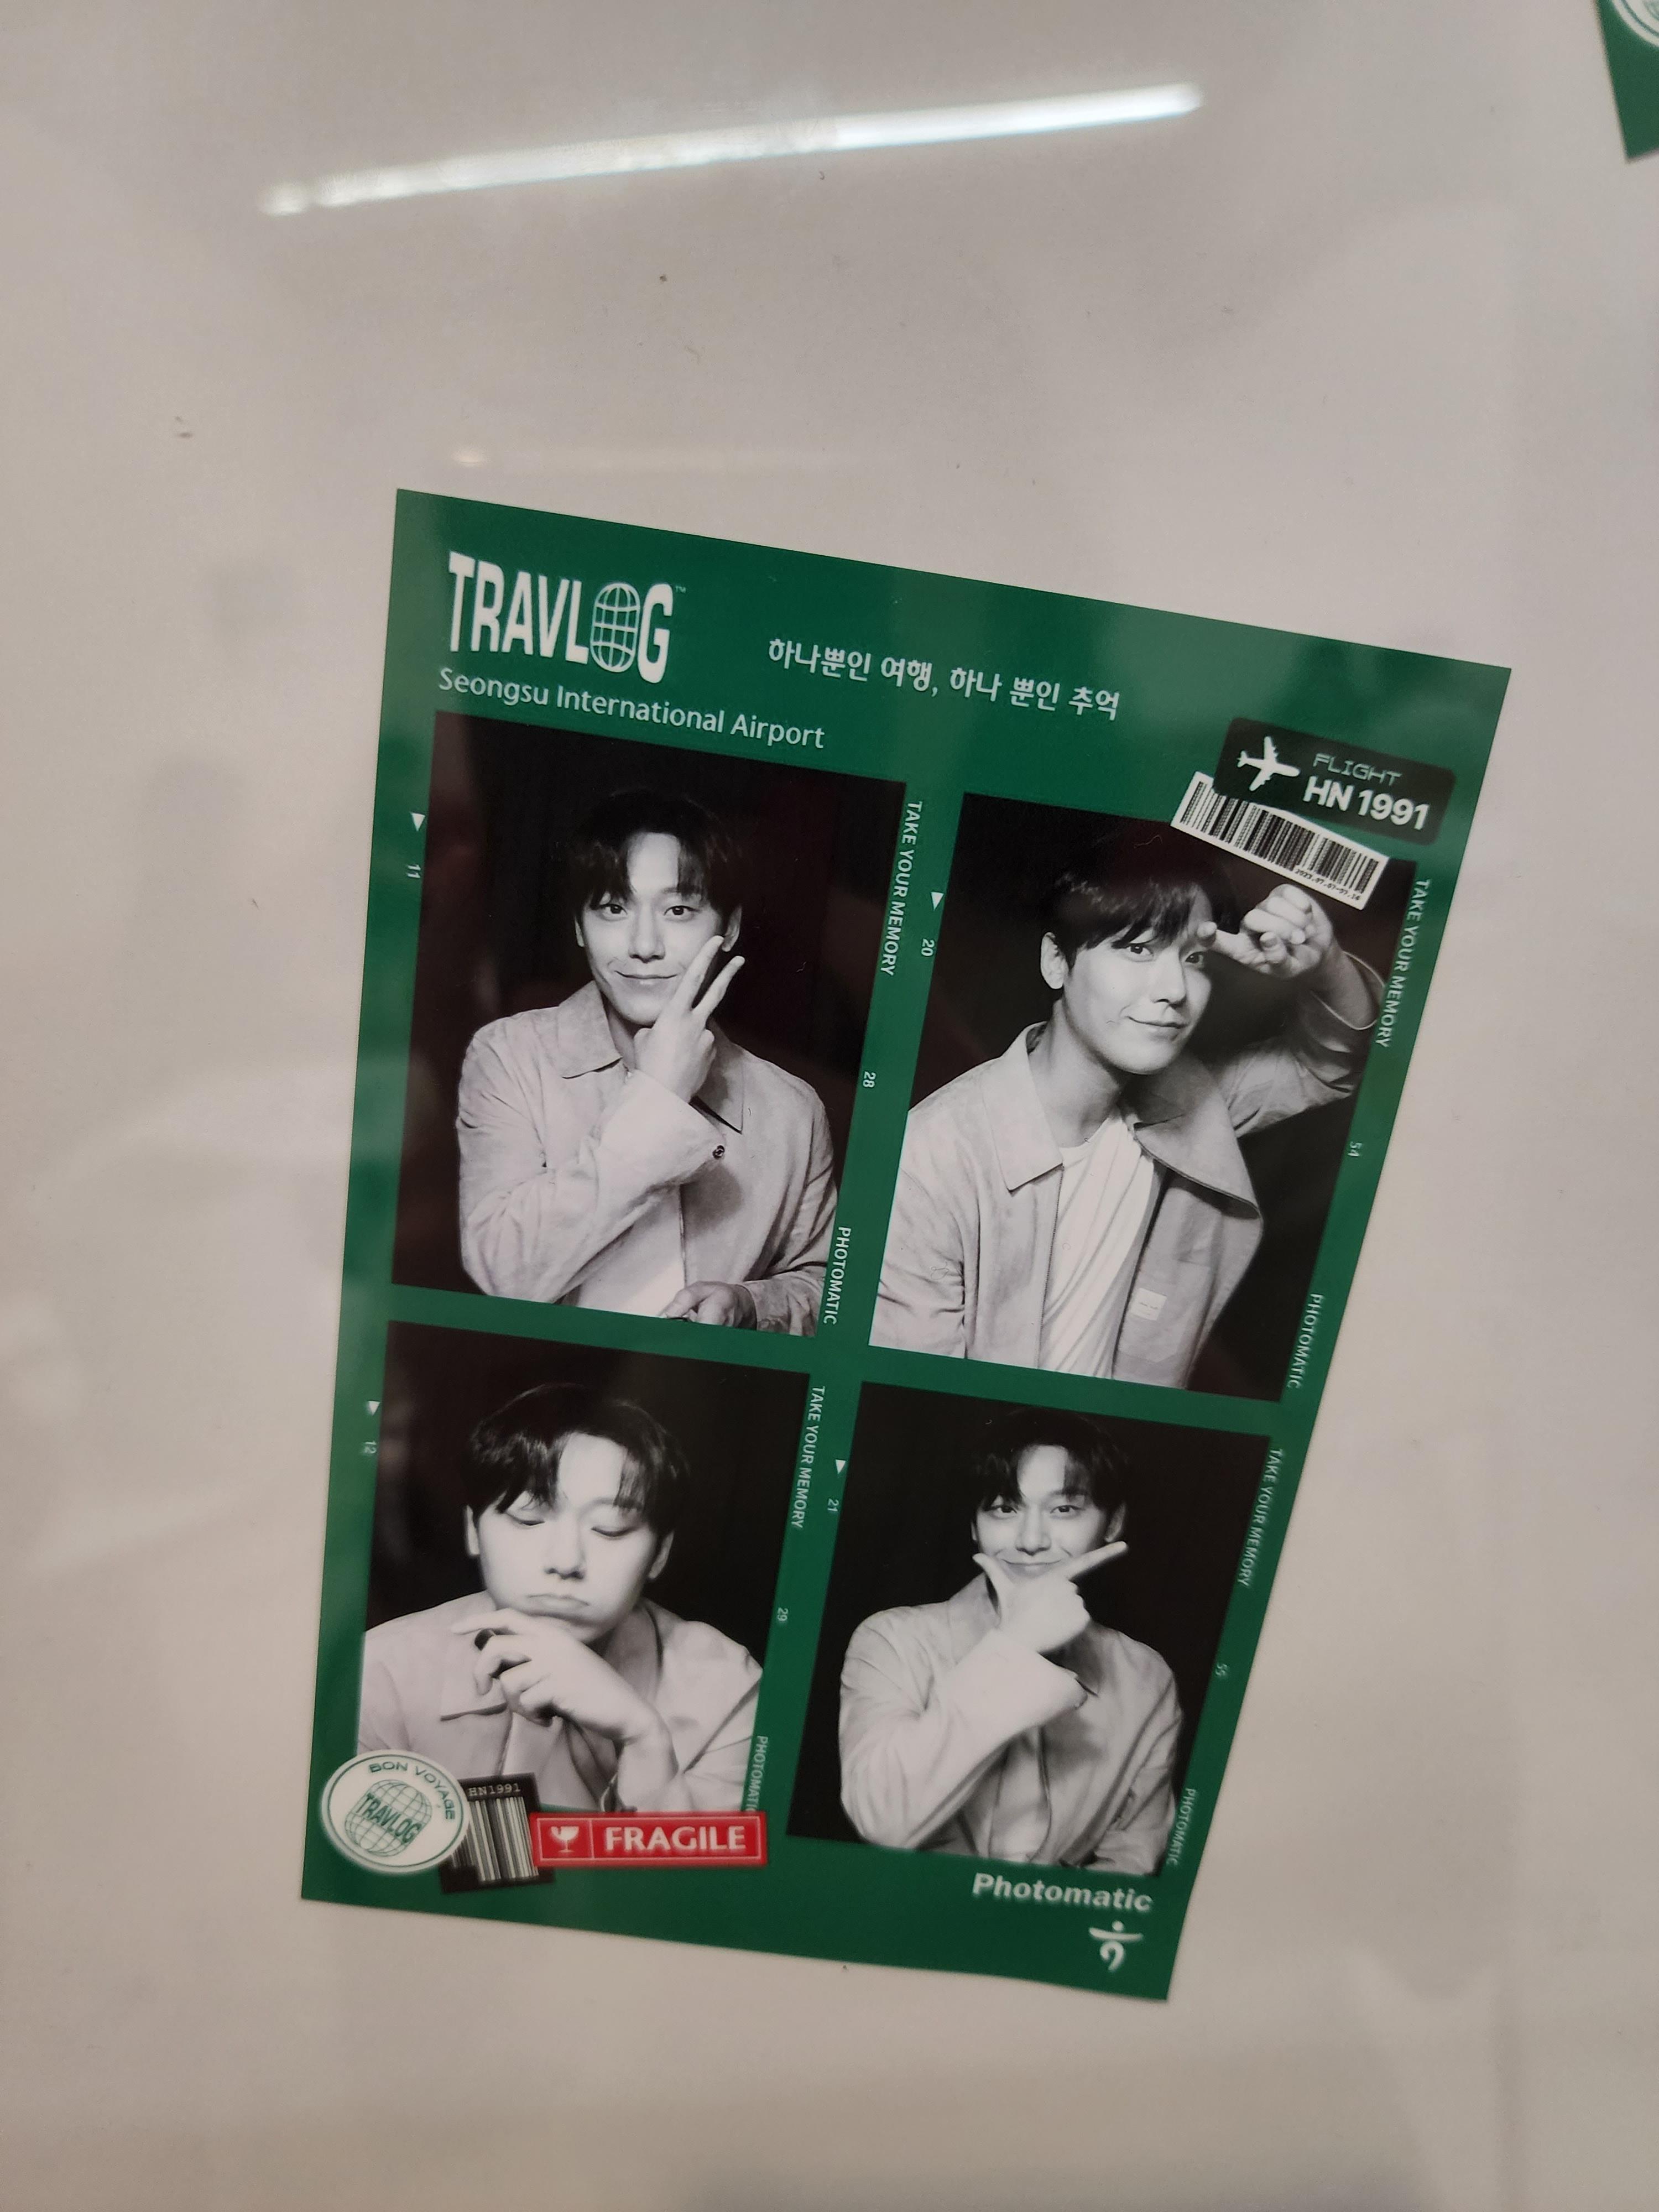 TRAVLOG™
Seongsu International Airport
하나뿐인 여행, 하나 뿐인 추억
FLIGHT
HN 1991
11
TAKE YOUR MEMORY
28
PHOTOMATIC
20
TAKE YOUR MEMORY
54
PHOTOMATIC
12
TAKE YOUR MEMORY
29
PHOTOMATIC
21
TAKE YOUR MEMORY
55
PHOTOMATIC
BON VOYAGE
TRAVLOG
HN1991
FRAGILE
Photomatic